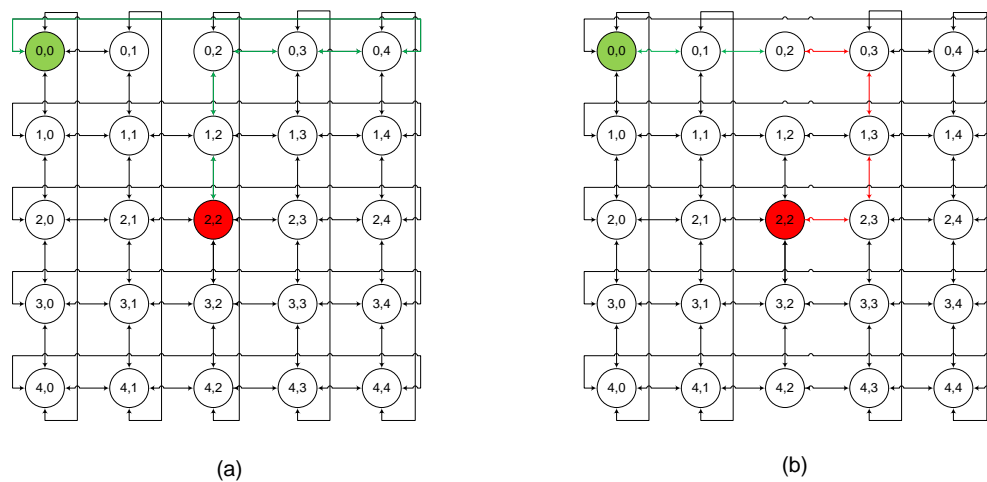 0,0 0,1 0,2 0,3 0,4 0,0 0,1 0,2 0,3 0,4
1,0 1,1 1,2 1,3 1,4 1,0 1,1 1,2 1,3 1,4
2,0 2,1 2,2 2,3 2,4 2,0 2,1 2,2 2,3 2,4
3,0 3,1 3,2 3,3 3,4 3,0 3,1 3,2 3,3 3,4
4,0 4,1 4,2 4,3 4,4 4,0 4,1 4,2 4,3 4,4
(a) (b)